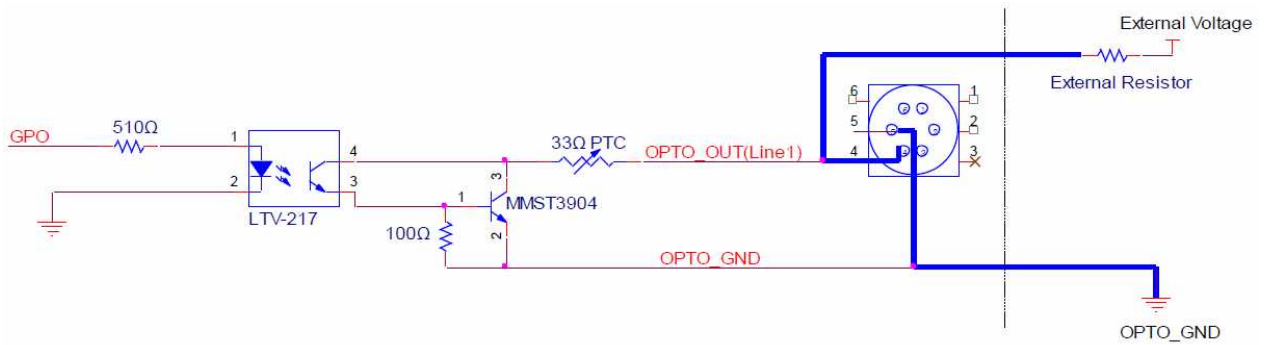 External Voltage
External Resistor
GPO
510Ω
1
2
4
3
LTV-217
100Ω
1
3
2
MMST3904
33Ω PTC
OPTO_OUT(Line1)
OPTO_GND
6
5
4
1
2
3
OPTO_GND